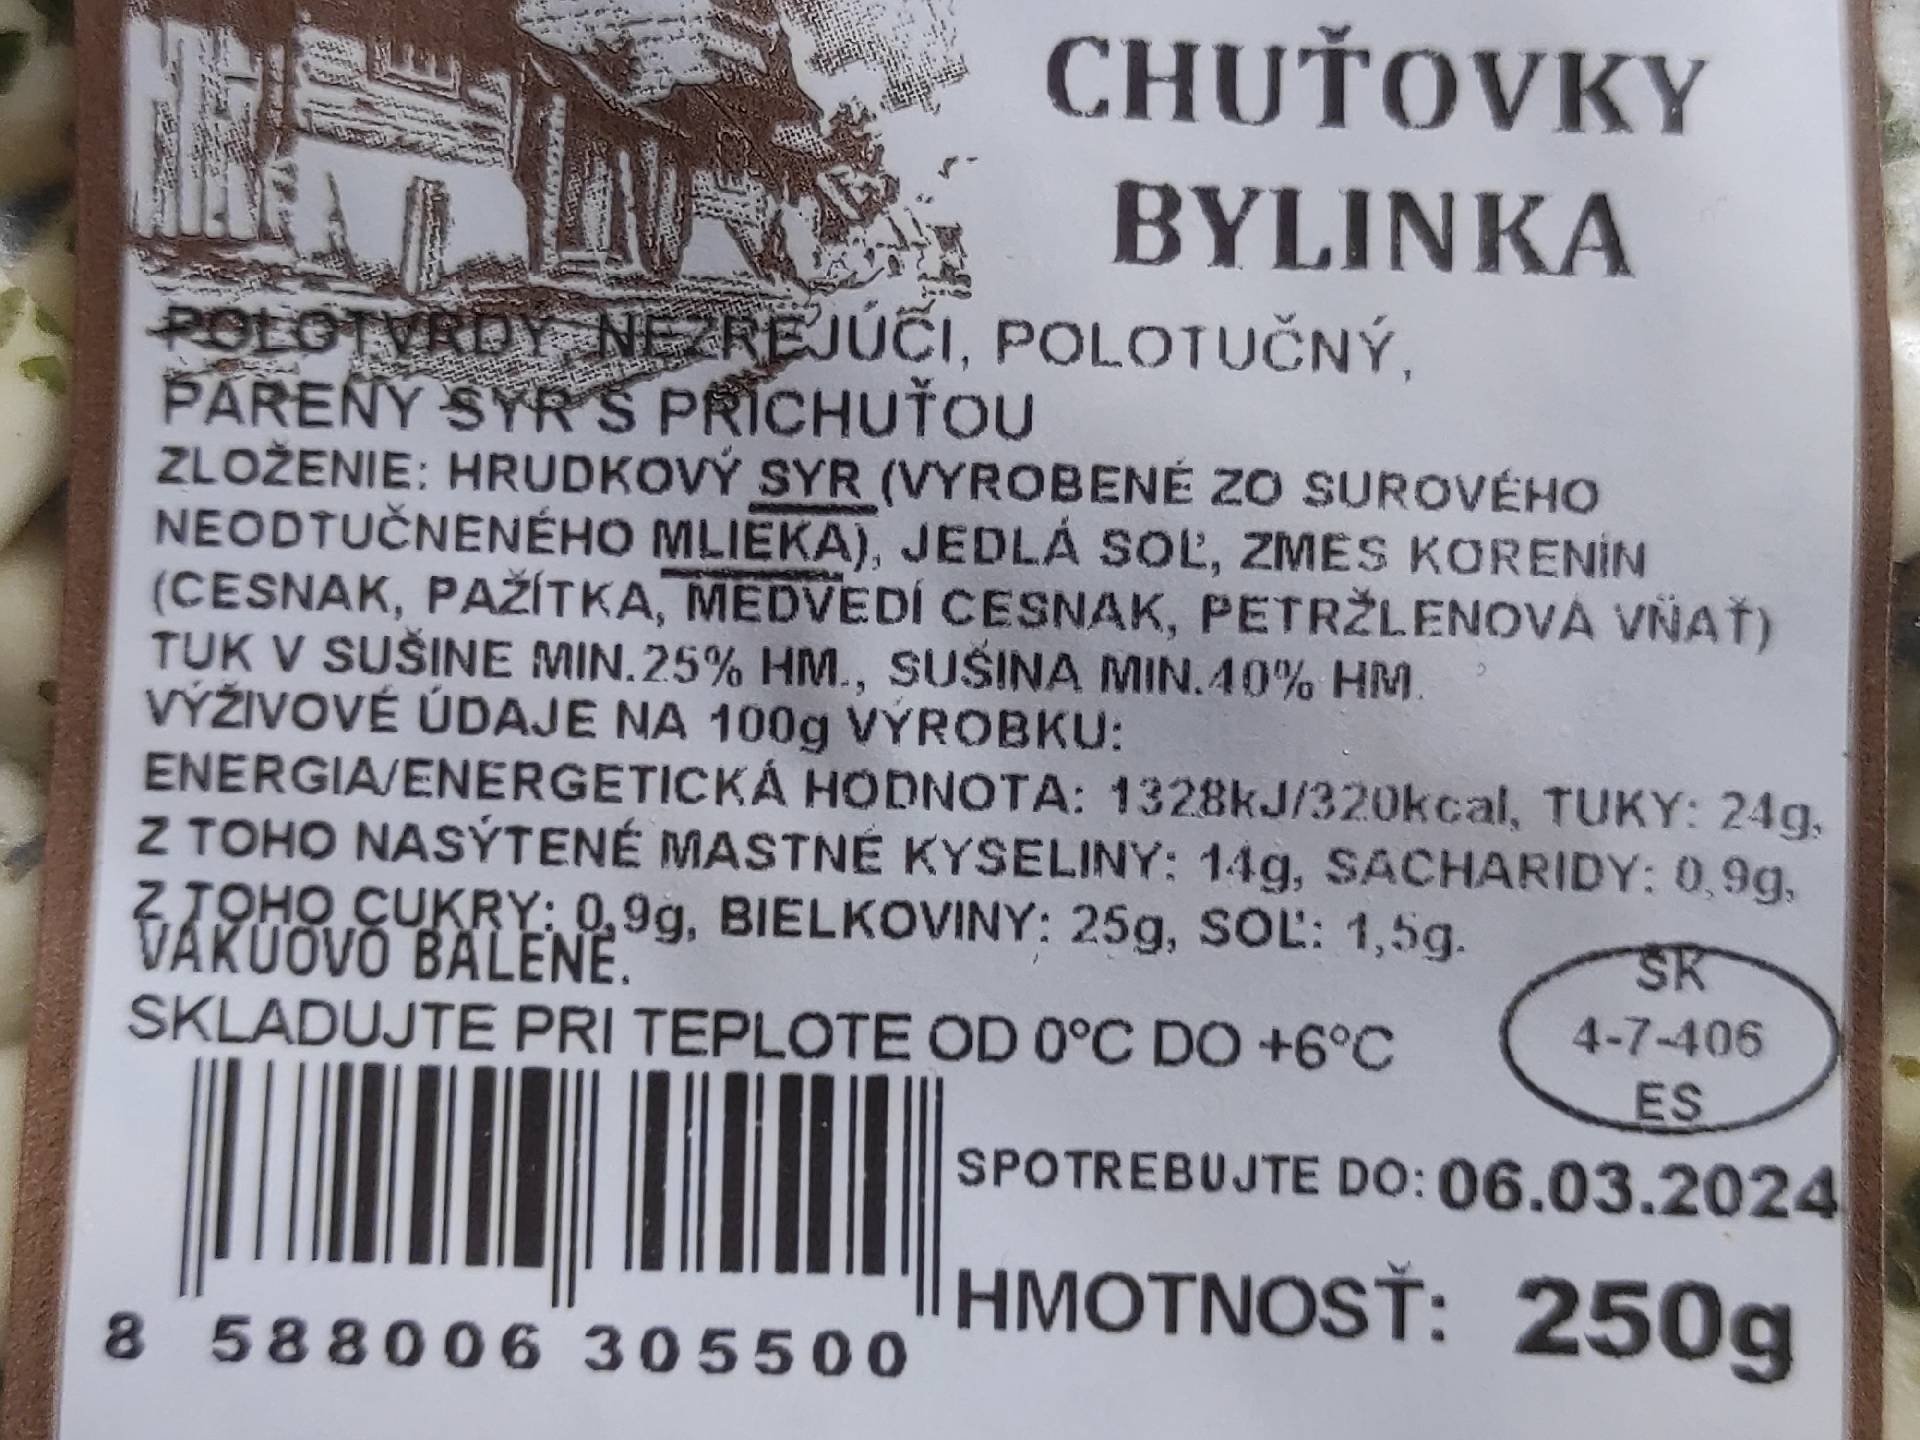 CHUŤOVKY
BYLINKA
POLOTVRDÝ, NEZREJÚCI, POLOTUČNÝ,
PARENÝ SYR S PRÍCHUŤOU
ZLOŽENIE: HRUDKOVÝ SYR (VYROBENÉ ZO SUROVÉHO
NEODTUČNENÉHO MLIEKA), JEDLÁ SOĽ, ZMES KORENÍN
(CESNAK, PAŽÍTKA, MEDVEDÍ CESNAK, PETRŽLENOVÁ VŇAŤ)
TUK V SUŠINE MIN.25% HM., SUŠINA MIN.40% HM.
VÝŽIVOVÉ ÚDAJE NA 100g VÝROBKU:
ENERGIA/ENERGETICKÁ HODNOTA: 1328kJ/320kcal, TUKY: 24g,
Z TOHO NASÝTENÉ MASTNÉ KYSELINY: 14g, SACHARIDY: 0,9g,
Z TOHO CUKRY: 0,9g, BIELKOVINY: 25g, SOĽ: 1,5g.
VÁKUOVO BALENÉ.
SKLADUJTE PRI TEPLOTE OD 0°C DO +6°C
SK
4-7-406
ES
SPOTREBUJTE DO: 06.03.2024
HMOTNOSŤ: 250g
8 588006 305500